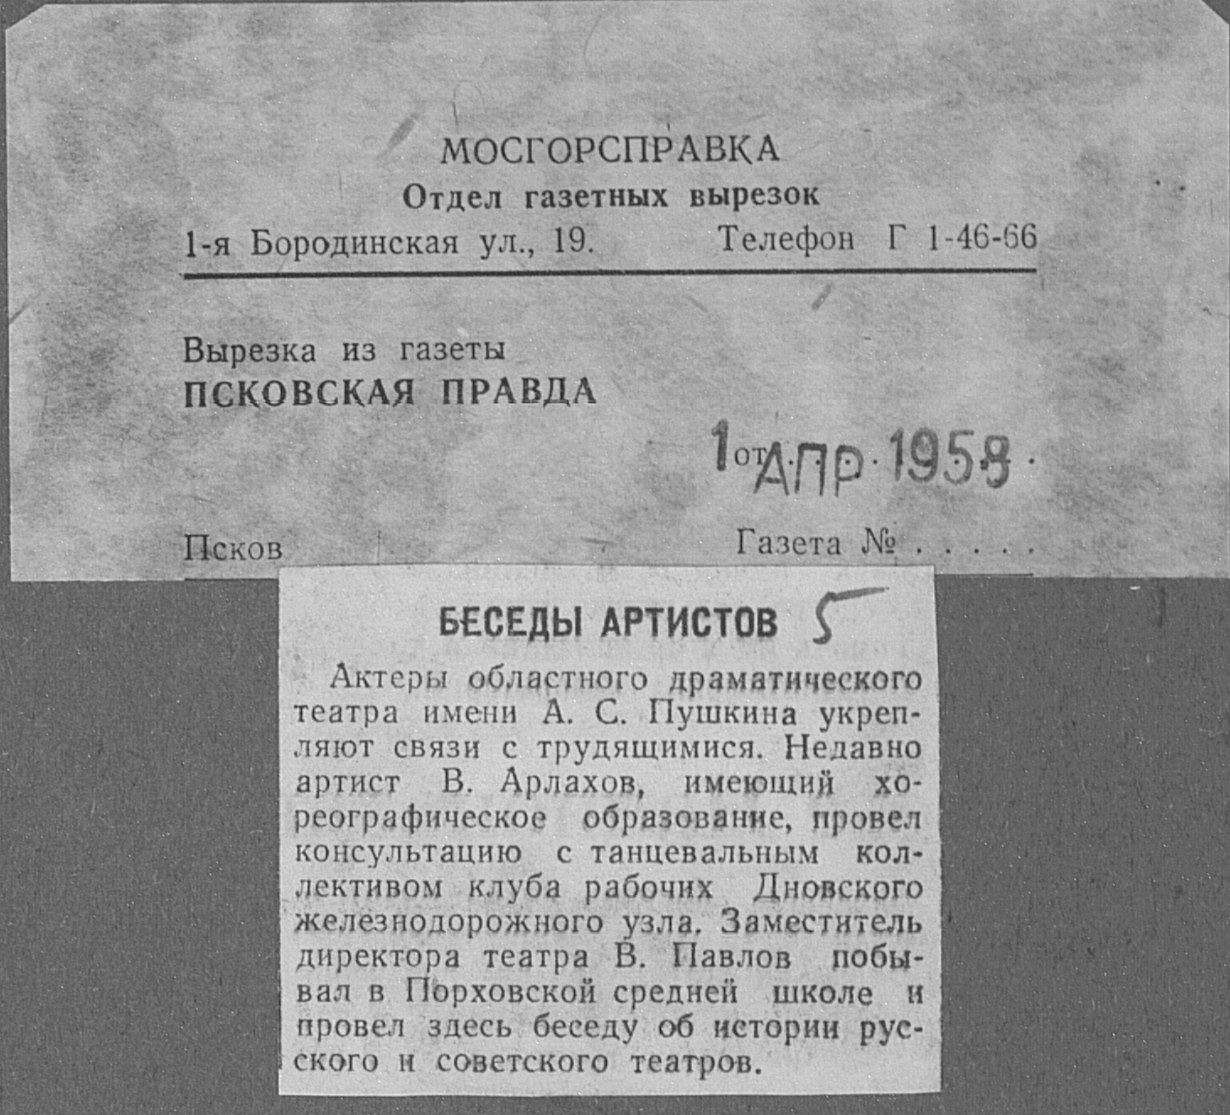 МОСГОРСПРАВКА
Отдел газетных вырезок
1-я Бородинская ул., 19. Телефон Г 1-46-66
Вырезка из газеты
ПСКОВСКАЯ ПРАВДА
1 от АПР 1958
Псков Газета № . . . . .
БЕСЕДЫ АРТИСТОВ 5
Актеры областного драматического
театра имени А. С. Пушкина укреп-
ляют связи с трудящимися. Недавно
артист В. Арлахов, имеющий хо-
реографическое образование, провел
консультацию с танцевальным кол-
лективом клуба рабочих Дновского
железнодорожного узла. Заместитель
директора театра В. Павлов побы-
вал в Порховской средней школе и
провел здесь беседу об истории рус-
ского и советского театров.